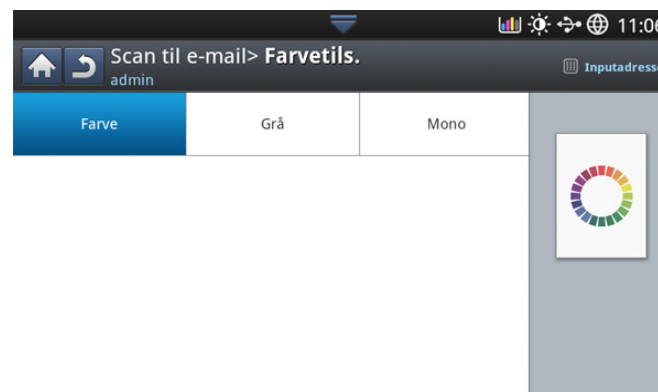 11:06
Scan til e-mail> Farvetils.
admin
Inputadresse
Farve
Grå
Mono